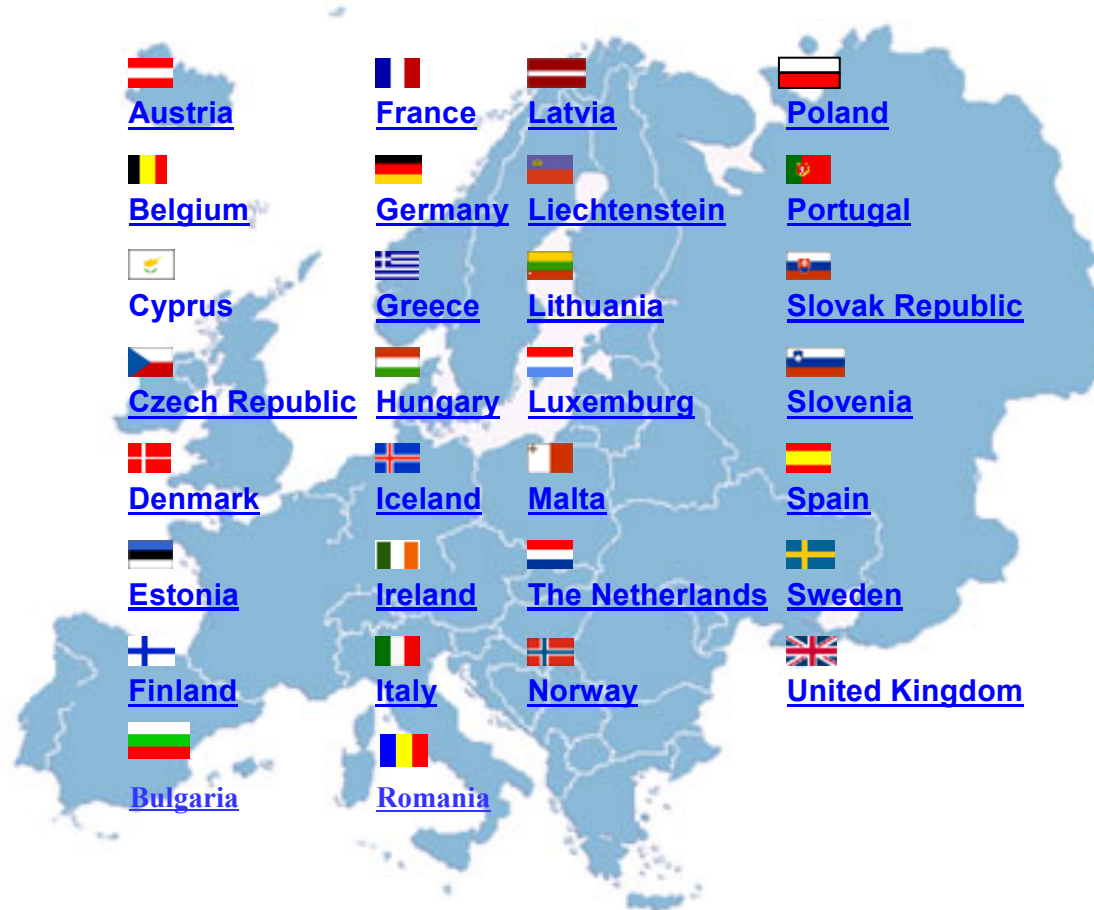 Austria France Latvia Poland
Belgium Germany Liechtenstein Portugal
Cyprus Greece Lithuania Slovak Republic
Czech Republic Hungary Luxemburg Slovenia
Denmark Iceland Malta Spain
Estonia Ireland The Netherlands Sweden
Finland Italy Norway United Kingdom
Bulgaria Romania